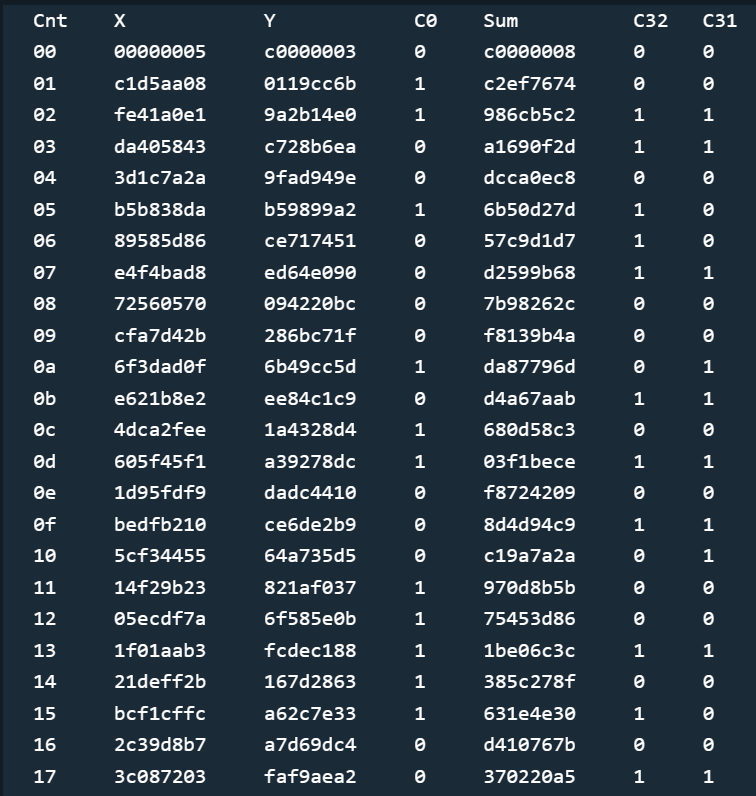 Cnt X Y C0 Sum C32 C31
00 00000005 c0000003 0 c0000008 0 0
01 c1d5aa08 0119cc6b 1 c2ef7674 0 0
02 fe41a0e1 9a2b14e0 1 986cb5c2 1 1
03 da405843 c728b6ea 0 a1690f2d 1 1
04 3d1c7a2a 9fad949e 0 dcca0ec8 0 0
05 b5b838da b59899a2 1 6b50d27d 1 0
06 89585d86 ce717451 0 57c9d1d7 1 0
07 e4f4bad8 ed64e090 0 d2599b68 1 1
08 72560570 094220bc 0 7b98262c 0 0
09 cfa7d42b 286bc71f 0 f8139b4a 0 0
0a 6f3dad0f 6b49cc5d 1 da87796d 0 1
0b e621b8e2 ee84c1c9 0 d4a67aab 1 1
0c 4dca2fee 1a4328d4 1 680d58c3 0 0
0d 605f45f1 a39278dc 1 03f1bece 1 1
0e 1d95fdf9 dadc4410 0 f8724209 0 0
0f bedfb210 ce6de2b9 0 8d4d94c9 1 1
10 5cf34455 64a735d5 0 c19a7a2a 0 1
11 14f29b23 821af037 1 970d8b5b 0 0
12 05ecdf7a 6f585e0b 1 75453d86 0 0
13 1f01aab3 fcdec188 1 1be06c3c 1 1
14 21deff2b 167d2863 1 385c278f 0 0
15 bcf1cffc a62c7e33 1 631e4e30 1 0
16 2c39d8b7 a7d69dc4 0 d410767b 0 0
17 3c087203 faf9aea2 0 370220a5 1 1